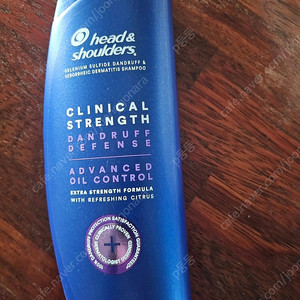 head &
shoulders®
SELENIUM SULFIDE DANDRUFF &
SEBORRHEIC DERMATITIS SHAMPOO
CLINICAL
STRENGTH
DANDRUFF
DEFENSE
ADVANCED
OIL CONTROL
EXTRA STRENGTH FORMULA
WITH REFRESHING CITRUS